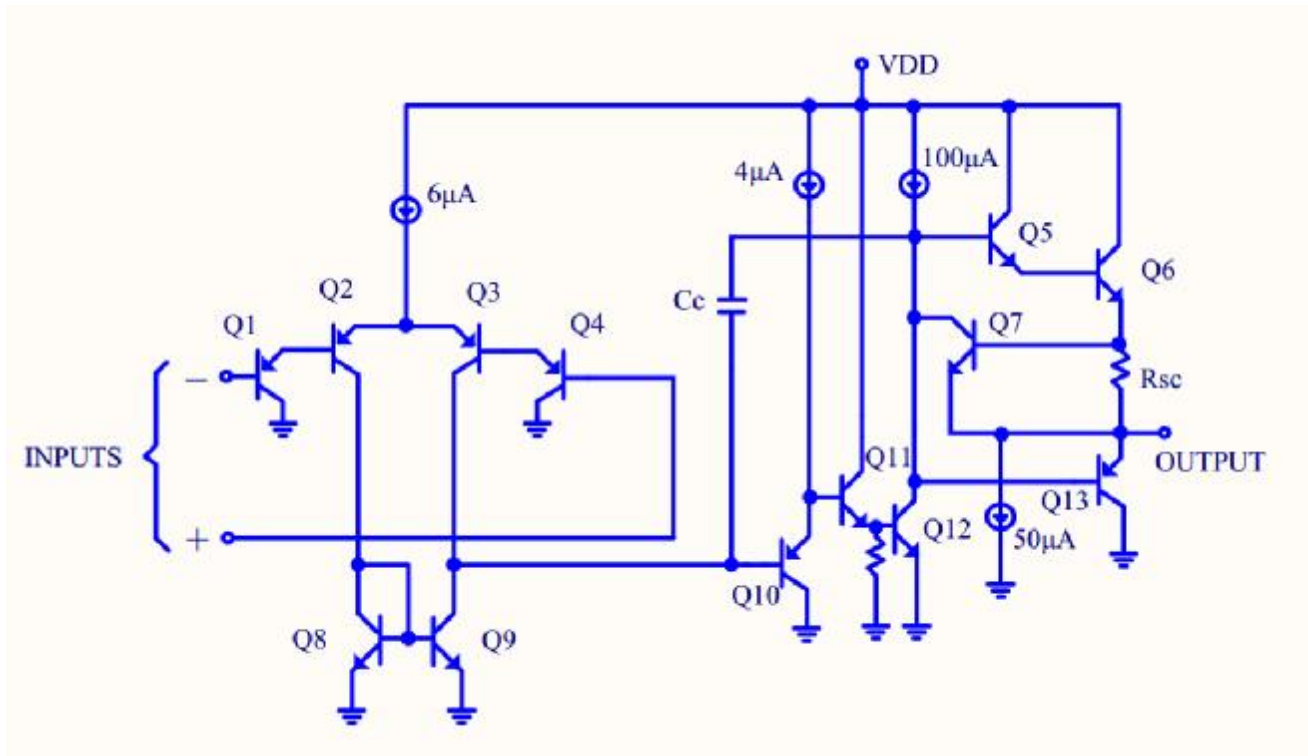 VDD
4μA
100μA
6μA
Q5
Q6
Q2
Q3
Q1
Q4
Cc
Q7
Rsc
−
INPUTS
+
Q11
OUTPUT
Q13
Q12
50μA
Q10
Q8
Q9